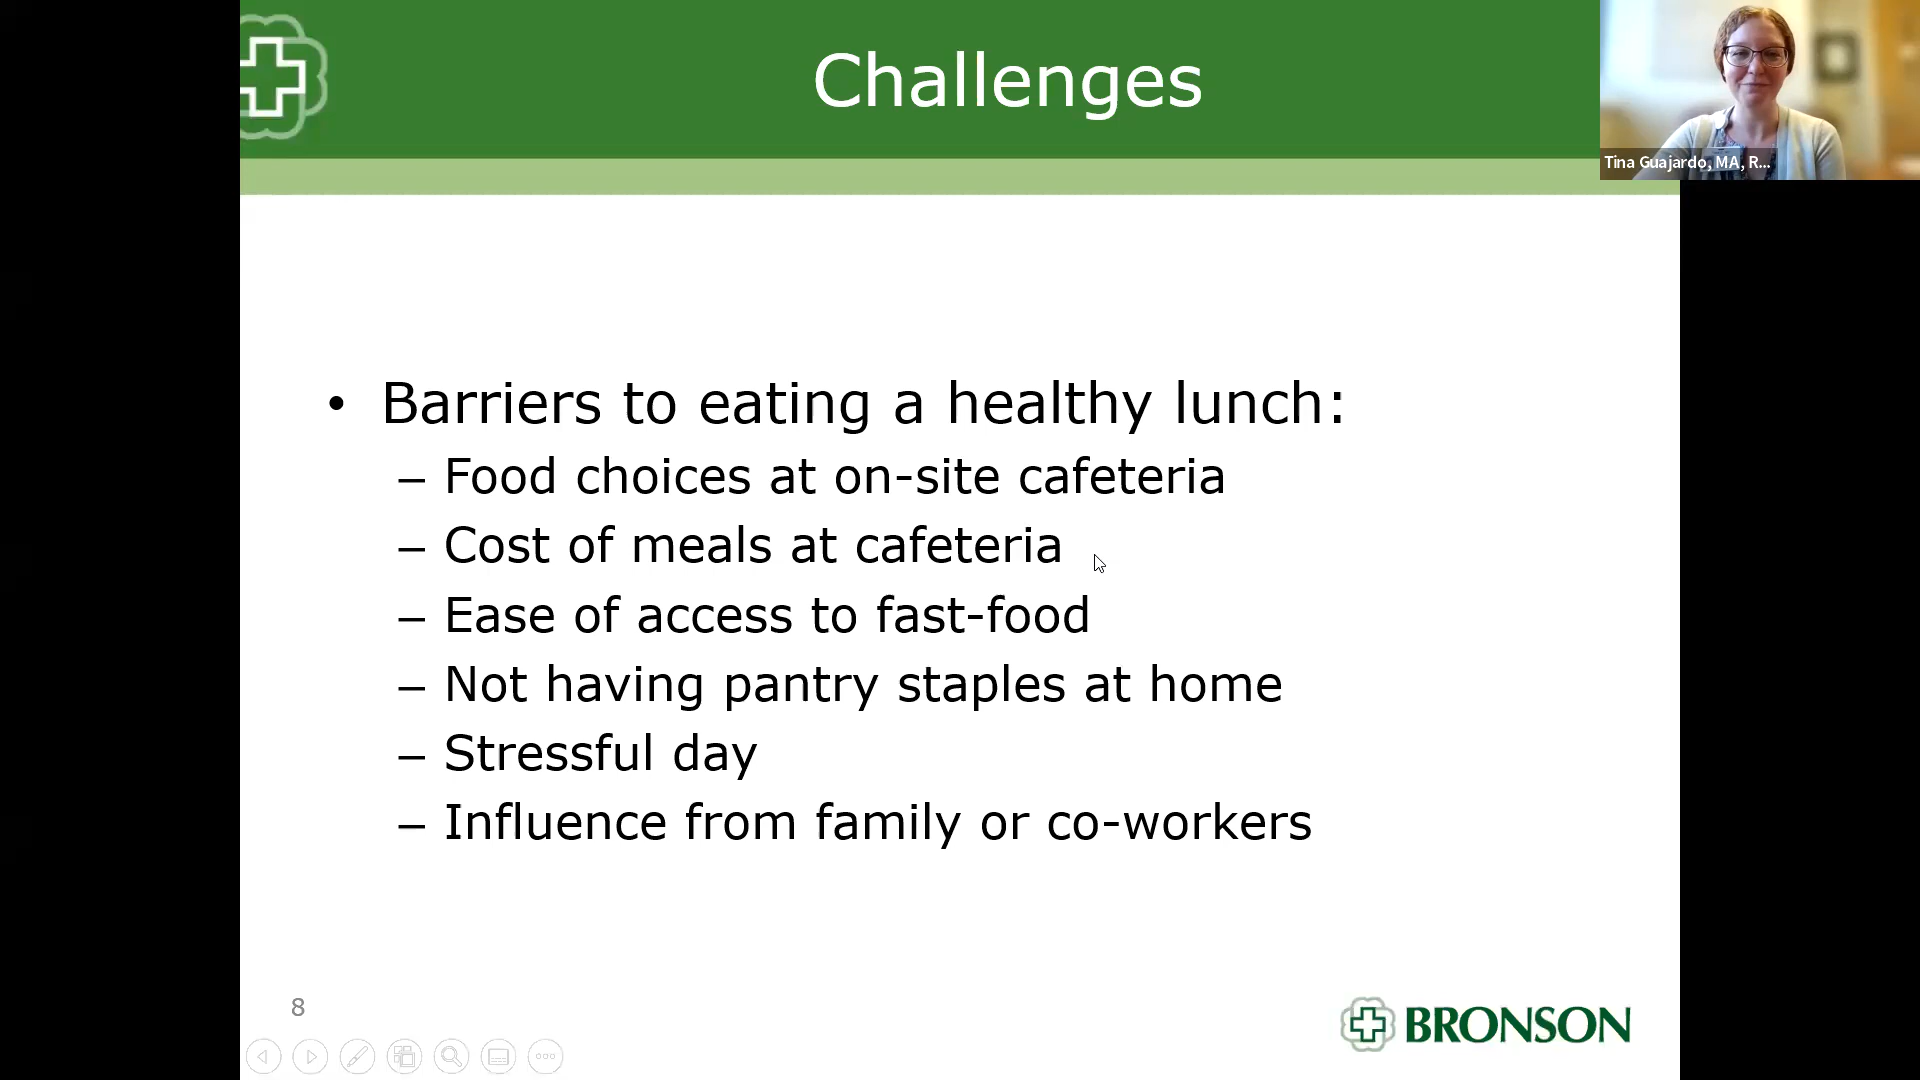 Challenges
Tina Guajardo, MA, R...
• Barriers to eating a healthy lunch:
– Food choices at on-site cafeteria
– Cost of meals at cafeteria
– Ease of access to fast-food
– Not having pantry staples at home
– Stressful day
– Influence from family or co-workers
8
BRONSON